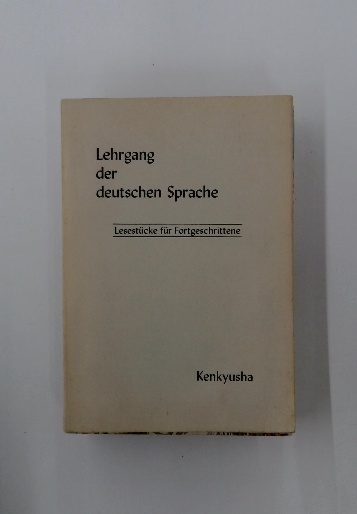 Lehrgang
der
deutschen Sprache
Lesestücke für Fortgeschrittene
Kenkyusha